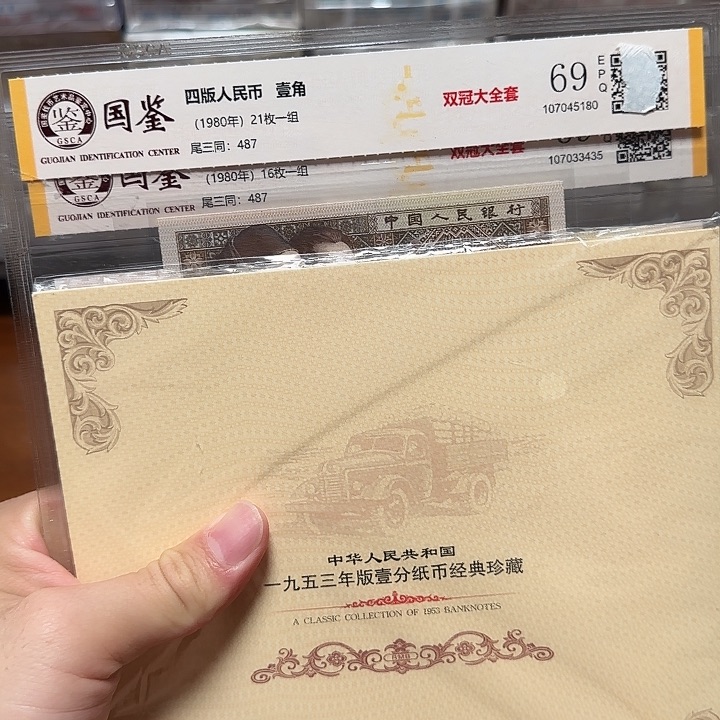 GSCA
国鉴
GSCA
GUOJIAN IDENTIFICATION CENTER
四版人民币 壹角
(1980年) 21枚一组
尾三同: 487
双冠大全套
69
EPQ
107045180
国鉴
GSCA
GUOJIAN IDENTIFICATION CENTER
(1980年) 16枚一组
尾三同: 487
双冠大全套
107033435
中国人民银行
中华人民共和国
一九五三年版壹分纸币经典珍藏
A CLASSIC COLLECTION OF 1953 BANKNOTES
RMB